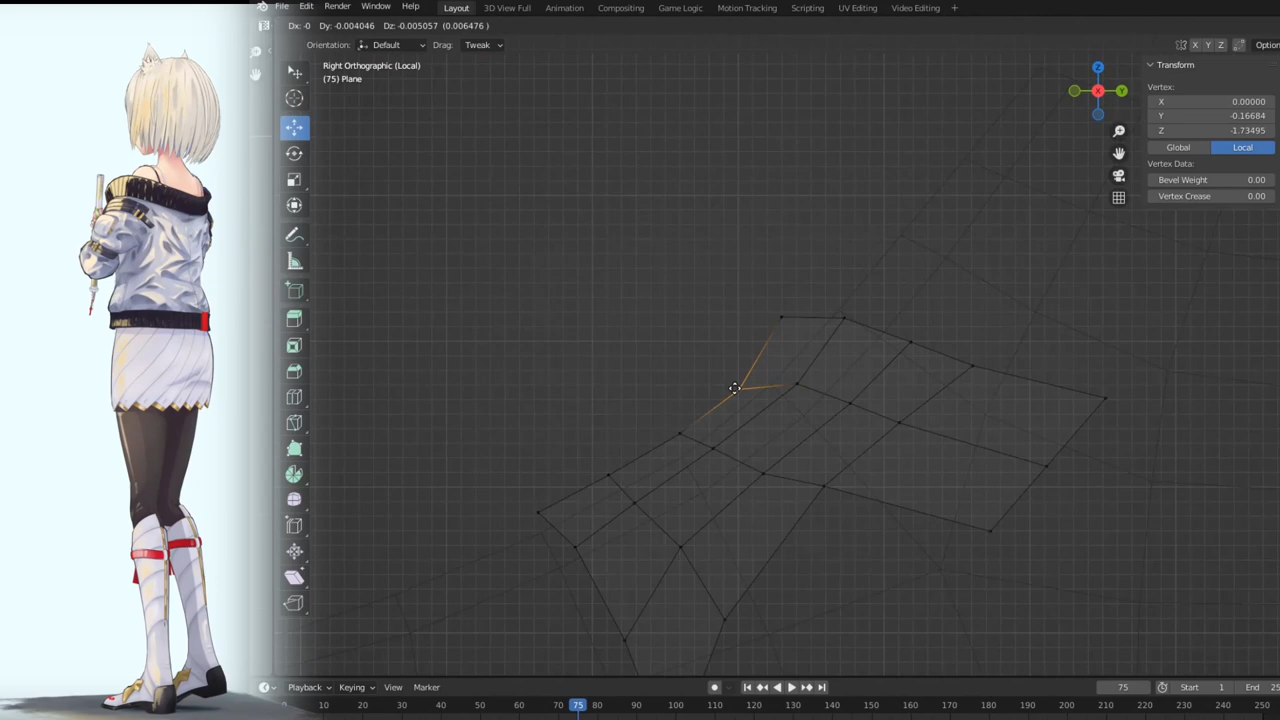 File Edit Render Window Help Layout 3D View Full Animation Compositing Game Logic Motion Tracking Scripting UV Editing Video Editing +
Dx: -0 Dy: -0.004046 Dz: -0.005057 (0.006476 )
Orientation: Default Drag: Tweak X Y Z Option
Right Orthographic (Local)
(75) Plane
Z
X
Y
Transform
Vertex:
X 0.00000
Y -0.16684
Z -1.73495
Global Local
Vertex Data:
Bevel Weight 0.00
Vertex Crease 0.00
Playback Keying View Marker 75 Start 1 End 25
0 10 20 30 40 50 60 70 75 80 90 100 110 120 130 140 150 160 170 180 190 200 210 220 230 240 250